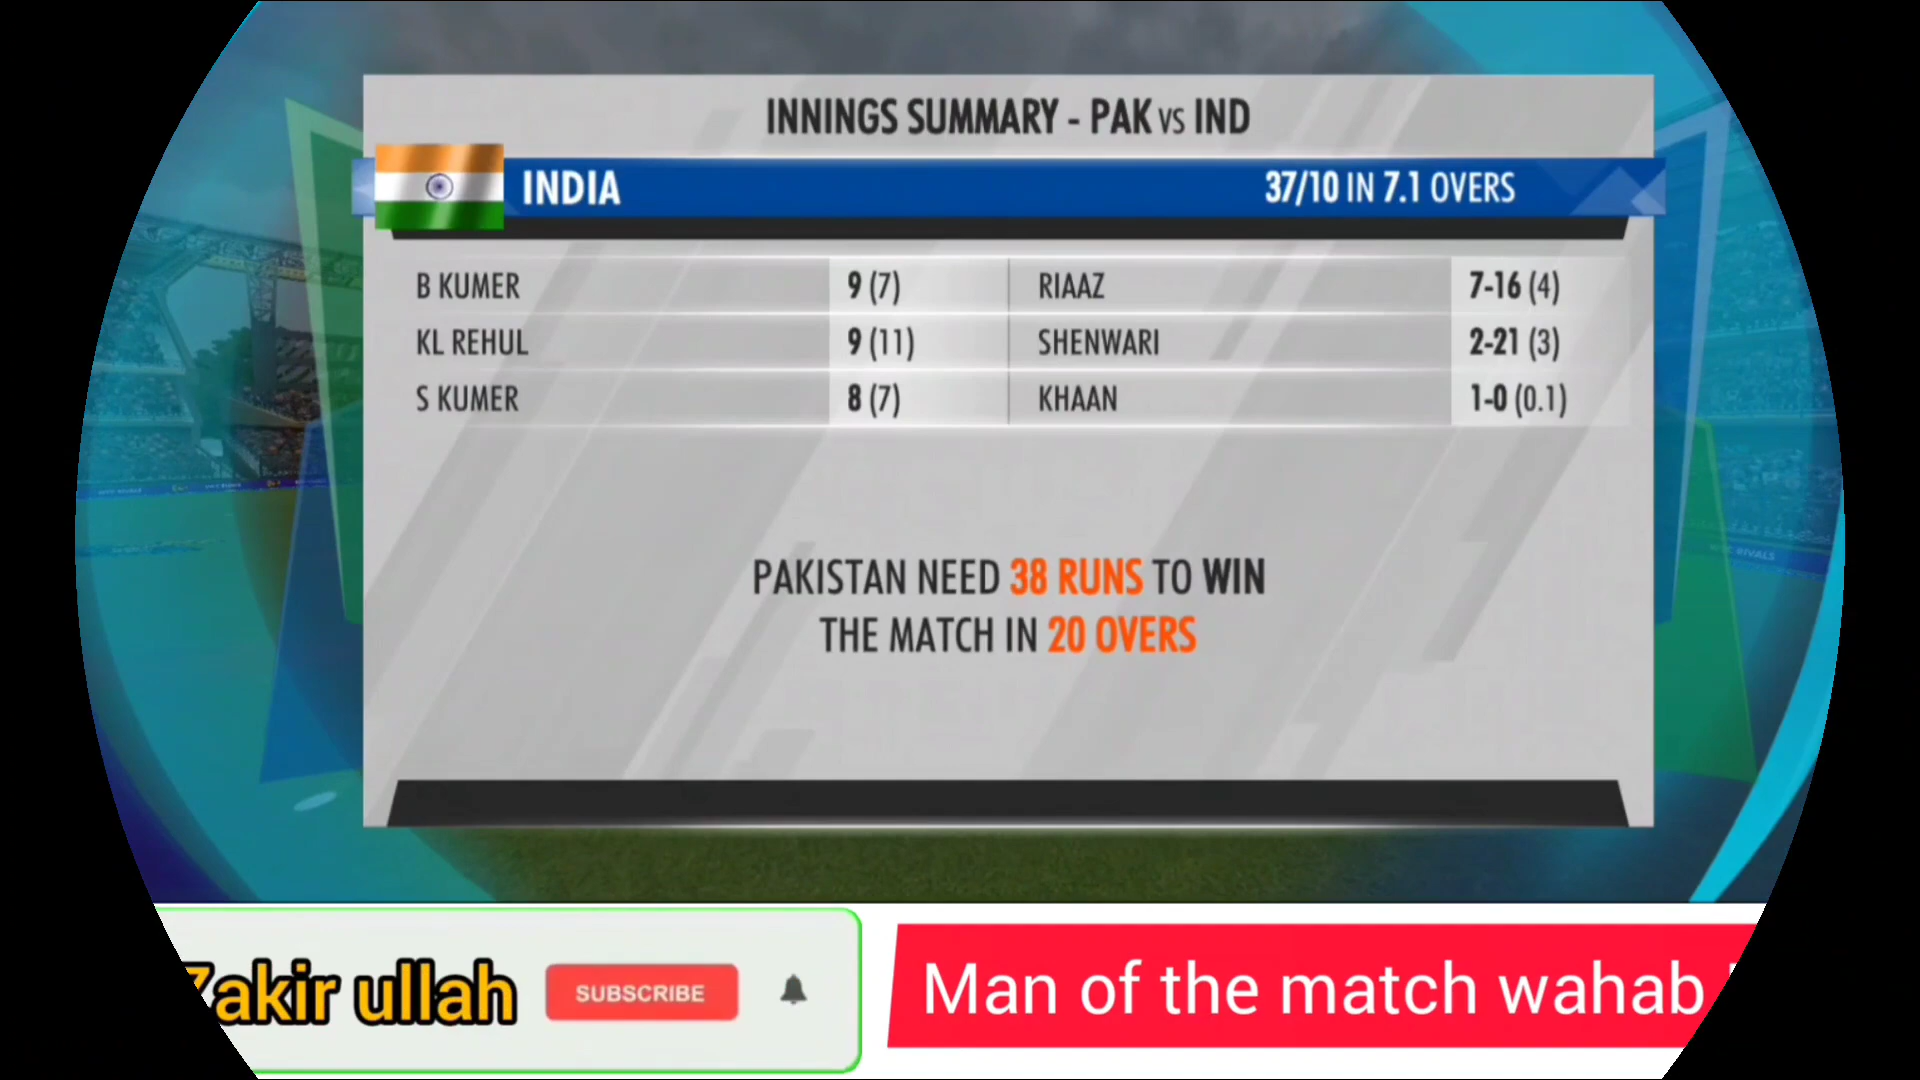 INNINGS SUMMARY - PAK VS IND
INDIA 37/10 IN 7.1 OVERS
B KUMER 9 (7) RIAAZ 7-16 (4)
KL REHUL 9 (11) SHENWARI 2-21 (3)
S KUMER 8 (7) KHAAN 1-0 (0.1)
PAKISTAN NEED 38 RUNS TO WIN
THE MATCH IN 20 OVERS
Zakir ullah SUBSCRIBE
Man of the match wahab